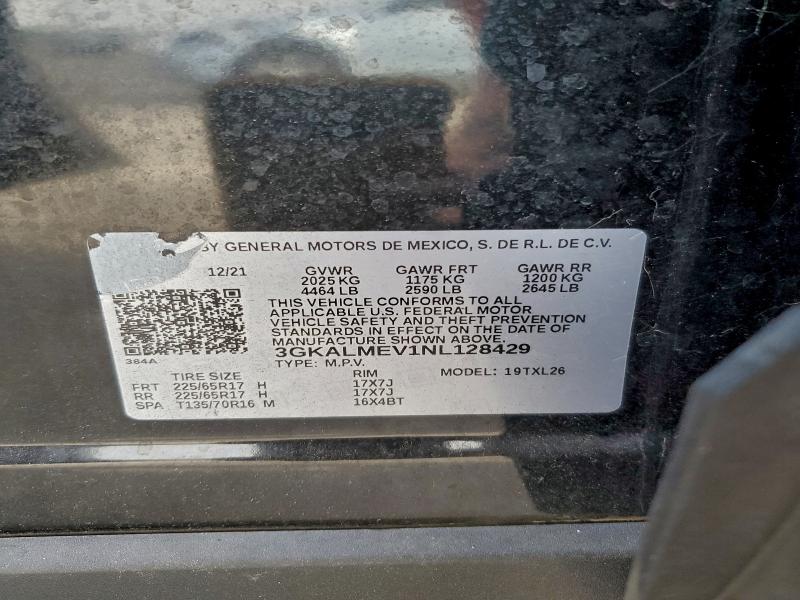 BY GENERAL MOTORS DE MEXICO, S. DE R.L. DE C.V.
12/21 GVWR GAWR FRT GAWR RR
2025 KG 1175 KG 1200 KG
4464 LB 2590 LB 2645 LB
THIS VEHICLE CONFORMS TO ALL
APPLICABLE U.S. FEDERAL MOTOR
VEHICLE SAFETY AND THEFT PREVENTION
STANDARDS IN EFFECT ON THE DATE OF
MANUFACTURE SHOWN ABOVE.
3GKALMEV1NL128429
384A
TYPE: M.P.V. MODEL: 19TXL26
TIRE SIZE RIM
FRT 225/65R17 H 17X7J
RR 225/65R17 H 17X7J
SPA T135/70R16 M 16X4BT